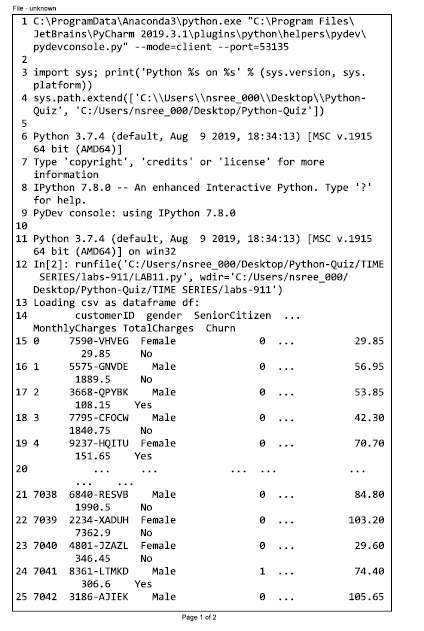 File - unknown
1 C:\ProgramData\Anaconda3\python.exe "C:\Program Files\
JetBrains\PyCharm 2019.3.1\plugins\python\helpers\pydev\
pydevconsole.py" --mode=client --port=53135
2
3 import sys; print('Python %s on %s' % (sys.version, sys.
platform))
4 sys.path.extend(['C:\\Users\\nsree_000\\Desktop\\Python-
Quiz', 'C:/Users/nsree_000/Desktop/Python-Quiz'])
5
6 Python 3.7.4 (default, Aug  9 2019, 18:34:13) [MSC v.1915
64 bit (AMD64)]
7 Type 'copyright', 'credits' or 'license' for more
information
8 IPython 7.8.0 -- An enhanced Interactive Python. Type '?'
for help.
9 PyDev console: using IPython 7.8.0
10
11 Python 3.7.4 (default, Aug  9 2019, 18:34:13) [MSC v.1915
64 bit (AMD64)] on win32
12 In[2]: runfile('C:/Users/nsree_000/Desktop/Python-Quiz/TIME
SERIES/labs-911/LAB11.py', wdir='C:/Users/nsree_000/
Desktop/Python-Quiz/TIME SERIES/labs-911')
13 Loading csv as dataframe df:
14 customerID gender SeniorCitizen ...
MonthlyCharges TotalCharges Churn
15 0 7590-VHVEG Female 0 ... 29.85
29.85 No
16 1 5575-GNVDE Male 0 ... 56.95
1889.5 No
17 2 3668-QPYBK Male 0 ... 53.85
108.15 Yes
18 3 7795-CFOCW Male 0 ... 42.30
1840.75 No
19 4 9237-HQITU Female 0 ... 70.70
151.65 Yes
20 ... ... ... ... ...
... ...
21 7038 6840-RESVB Male 0 ... 84.80
1990.5 No
22 7039 2234-XADUH Female 0 ... 103.20
7362.9 No
23 7040 4801-JZAZL Female 0 ... 29.60
346.45 No
24 7041 8361-LTMKD Male 1 ... 74.40
306.6 Yes
25 7042 3186-AJIEK Male 0 ... 105.65
Page 1 of 2